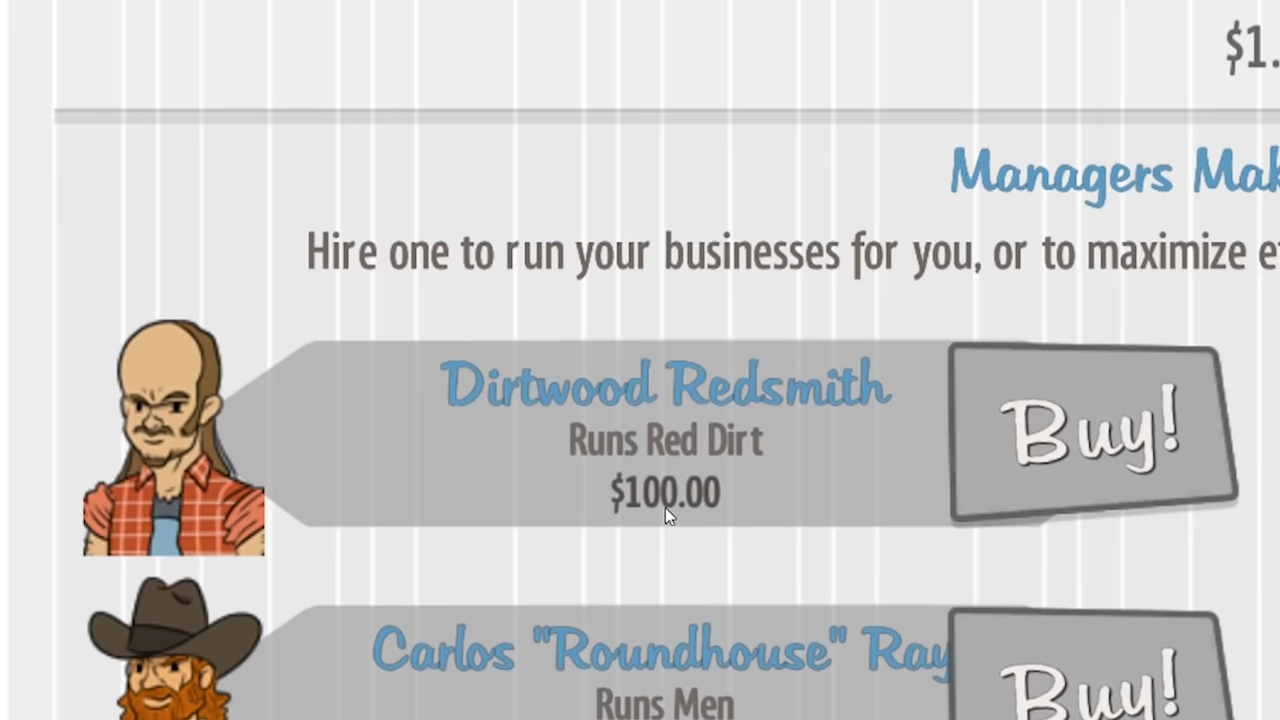 $1.
Managers Mak
Hire one to run your businesses for you, or to maximize e
Dirtwood Redsmith
Runs Red Dirt
$100.00
Buy!
Carlos "Roundhouse" Ray
Runs Men
Buy!